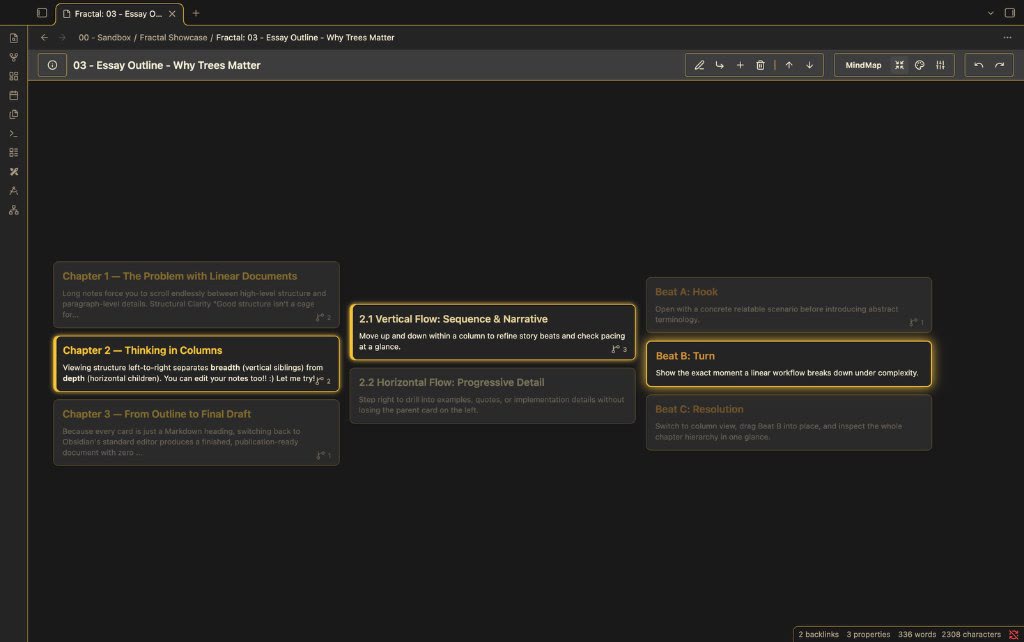 Fractal: 03 - Essay O...
00 - Sandbox / Fractal Showcase / Fractal: 03 - Essay Outline - Why Trees Matter
03 - Essay Outline - Why Trees Matter
MindMap
Chapter 1 — The Problem with Linear Documents
Long notes force you to scroll endlessly between high-level structure and
paragraph-level details. Structural Clarity "Good structure isn't a cage
for...
2
Chapter 2 — Thinking in Columns
Viewing structure left-to-right separates breadth (vertical siblings) from
depth (horizontal children). You can edit your notes too!! :) Let me try!
2
Chapter 3 — From Outline to Final Draft
Because every card is just a Markdown heading, switching back to
Obsidian's standard editor produces a finished, publication-ready
document with zero ...
1
2.1 Vertical Flow: Sequence & Narrative
Move up and down within a column to refine story beats and check pacing
at a glance.
3
2.2 Horizontal Flow: Progressive Detail
Step right to drill into examples, quotes, or implementation details without
losing the parent card on the left.
Beat A: Hook
Open with a concrete relatable scenario before introducing abstract
terminology.
1
Beat B: Turn
Show the exact moment a linear workflow breaks down under complexity.
Beat C: Resolution
Switch to column view, drag Beat B into place, and inspect the whole
chapter hierarchy in one glance.
2 backlinks 3 properties 336 words 2308 characters